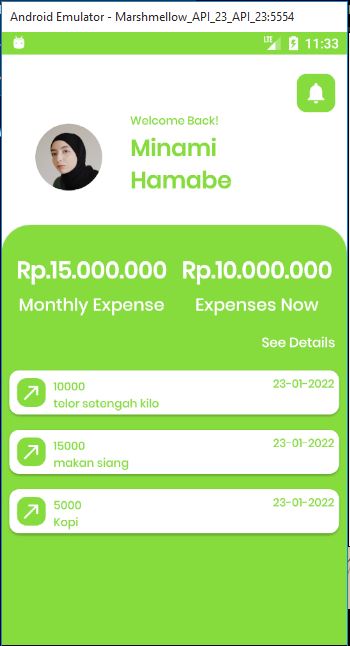 Android Emulator - Marshmellow_API_23_API_23:5554
LTE 11:33
Welcome Back!
Minami
Hamabe
Rp.15.000.000 Rp.10.000.000
Monthly Expense Expenses Now
See Details
10000 23-01-2022
telor setengah kilo
15000 23-01-2022
makan siang
5000 23-01-2022
Kopi